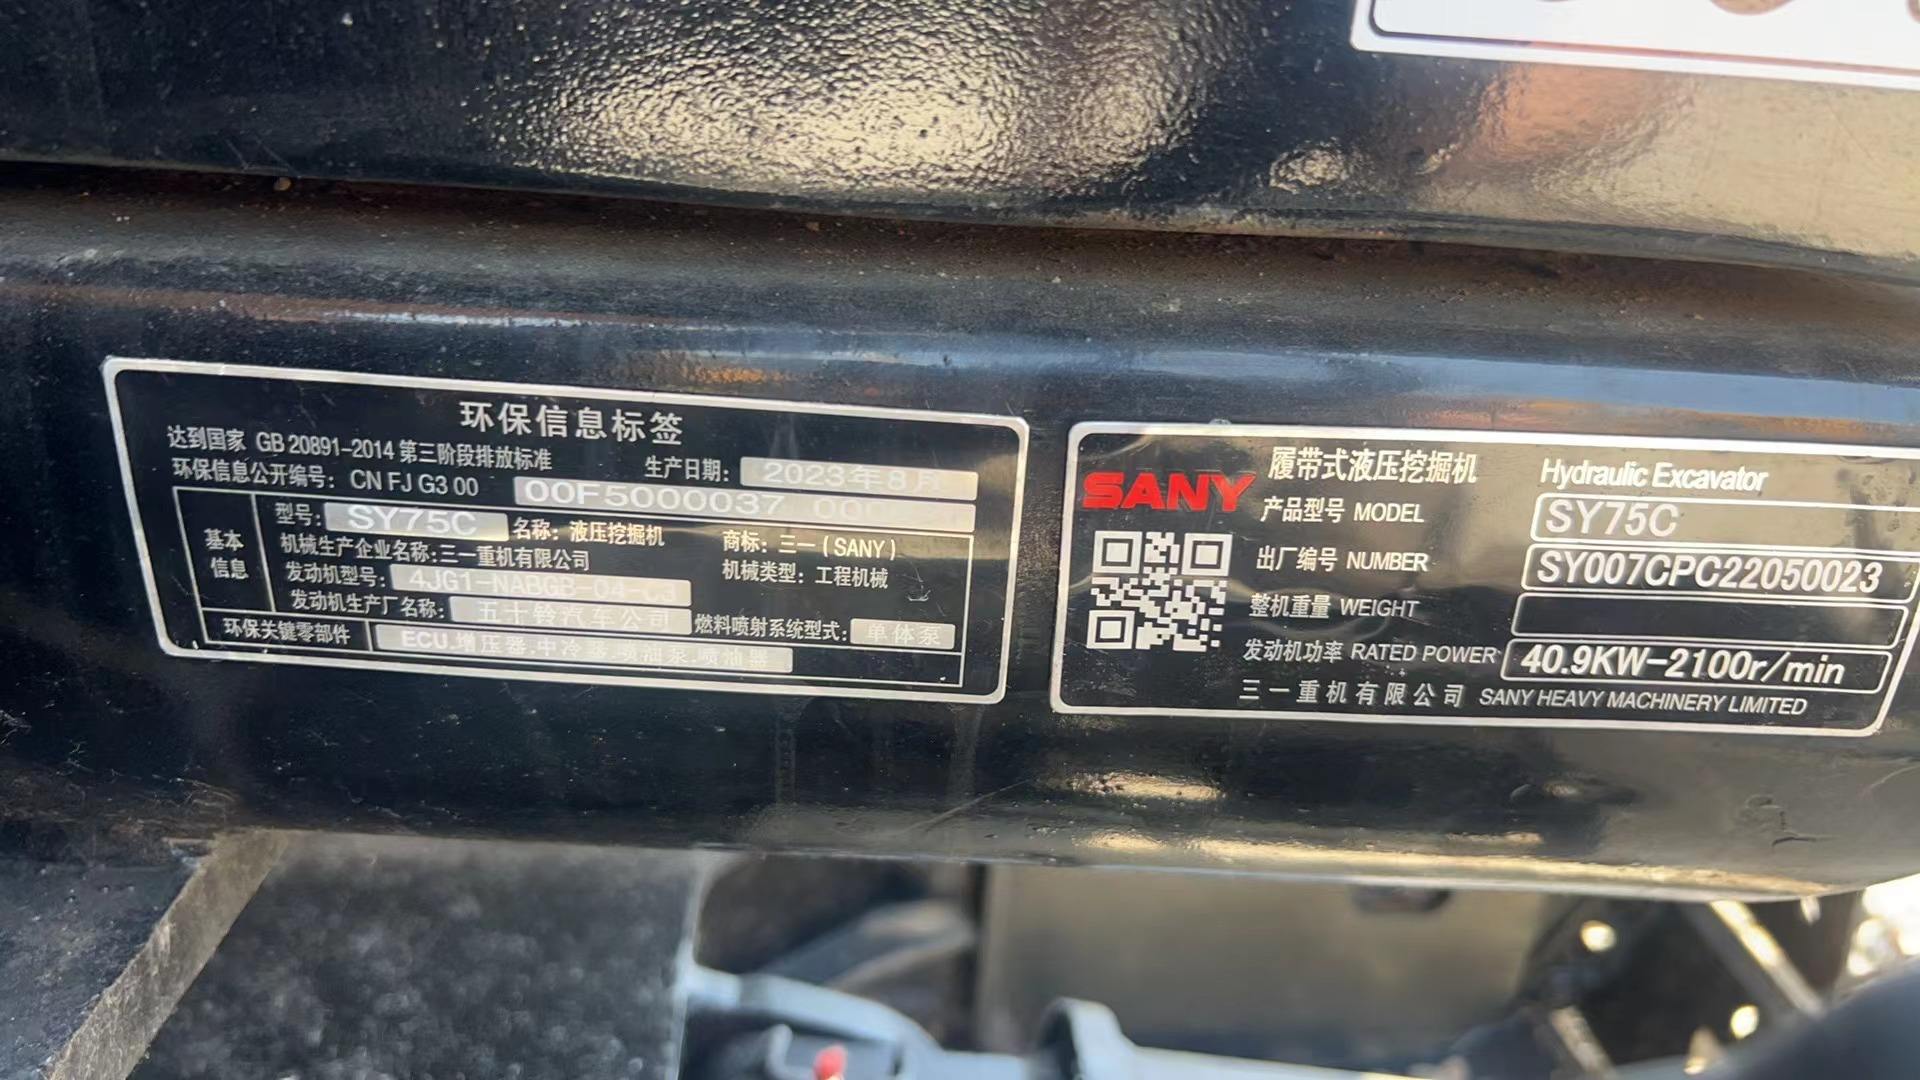 环保信息标签
达到国家 GB 20891-2014 第三阶段排放标准
生产日期: 2023年8月
环保信息公开编号: CN FJ G3 00 00F5000037
基本信息
型号: SY75C 名称: 液压挖掘机 商标: 三一 (SANY)
机械生产企业名称: 三一重机有限公司 机械类型: 工程机械
发动机型号: 4JG1-NABGB-04-C3
发动机生产厂名称: 五十铃汽车公司 燃料喷射系统型式: 单体泵
环保关键零部件 ECU.增压器.中冷器.喷油泵.喷油器
SANY
履带式液压挖掘机 Hydraulic Excavator
产品型号 MODEL SY75C
出厂编号 NUMBER SY007CPC22050023
整机重量 WEIGHT
发动机功率 RATED POWER 40.9KW-2100r/min
三一重机有限公司 SANY HEAVY MACHINERY LIMITED